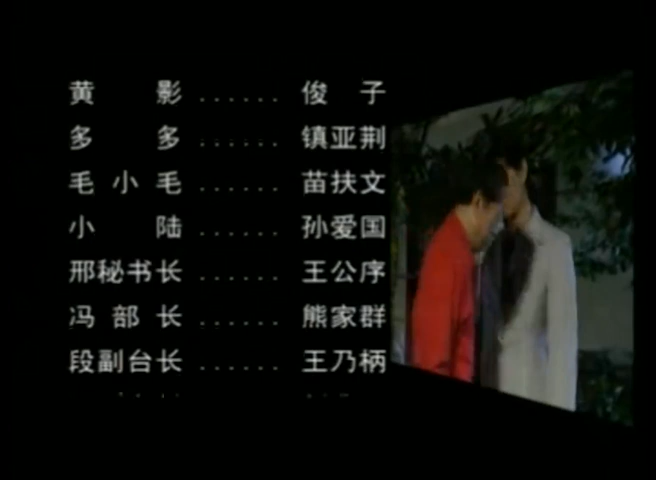 黄 影 ...... 俊 子
多 多 ...... 镇亚荆
毛 小 毛 ...... 苗扶文
小 陆 ...... 孙爱国
邢秘书长 ...... 王公序
冯 部 长 ...... 熊家群
段副台长 ...... 王乃柄